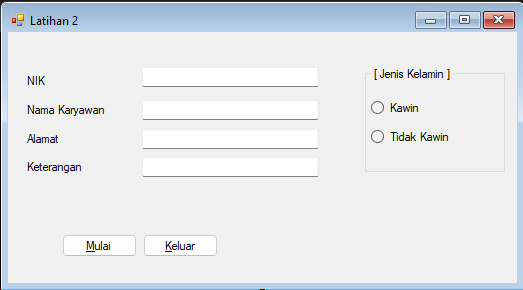 Latihan 2
NIK
Nama Karyawan
Alamat
Keterangan
[ Jenis Kelamin ]
Kawin
Tidak Kawin
Mulai
Keluar